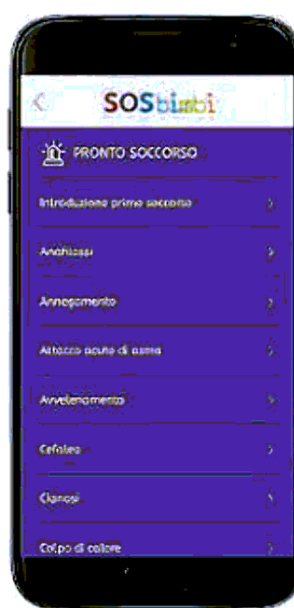 SOSbimbi
PRONTO SOCCORSO
Introduzione primo soccorso
Anafilassi
Annegamento
Attacco acuto di asma
Avvelenamento
Cefalea
Cianosi
Colpo di calore